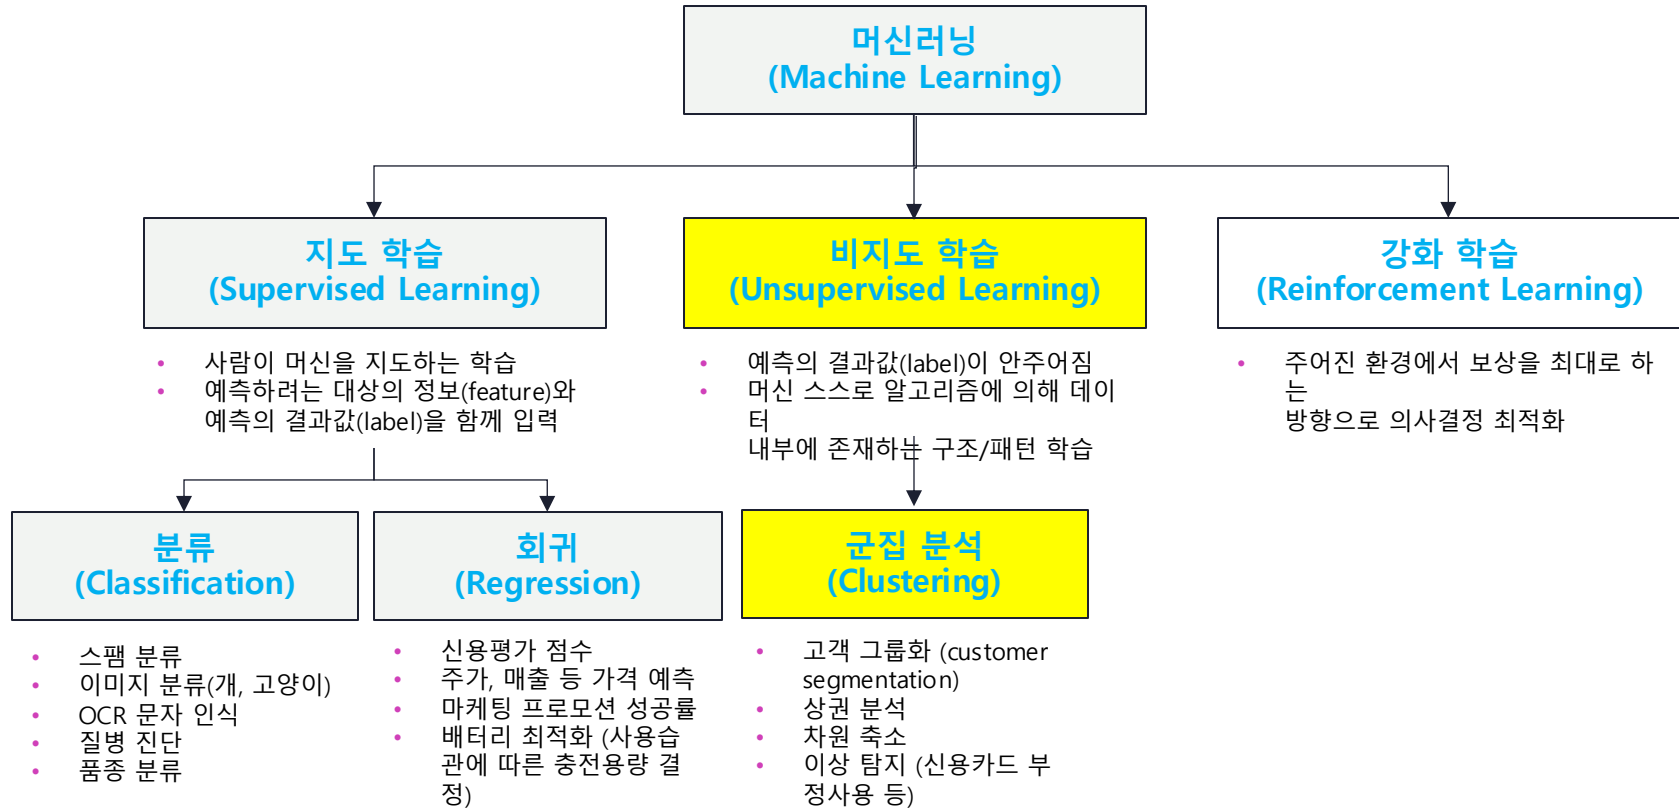 머신러닝
(Machine Learning)
지도 학습
(Supervised Learning)
• 사람이 머신을 지도하는 학습
• 예측하려는 대상의 정보(feature)와
예측의 결과값(label)을 함께 입력
비지도 학습
(Unsupervised Learning)
• 예측의 결과값(label)이 안주어짐
• 머신 스스로 알고리즘에 의해 데이
터
내부에 존재하는 구조/패턴 학습
강화 학습
(Reinforcement Learning)
• 주어진 환경에서 보상을 최대로 하
는
방향으로 의사결정 최적화
분류
(Classification)
• 스팸 분류
• 이미지 분류(개, 고양이)
• OCR 문자 인식
• 질병 진단
• 품종 분류
회귀
(Regression)
• 신용평가 점수
• 주가, 매출 등 가격 예측
• 마케팅 프로모션 성공률
• 배터리 최적화 (사용습
관에 따른 충전용량 결
정)
군집 분석
(Clustering)
• 고객 그룹화 (customer
segmentation)
• 상권 분석
• 차원 축소
• 이상 탐지 (신용카드 부
정사용 등)